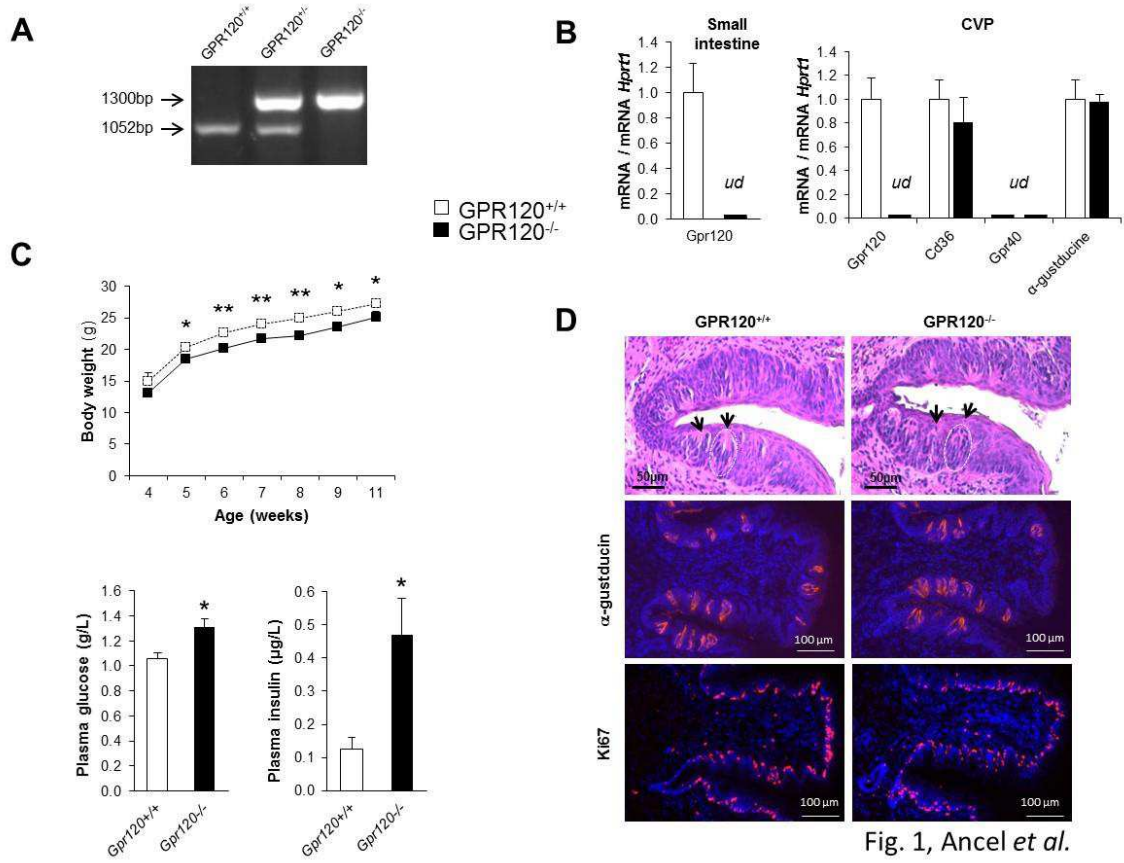 A
GPR120+/+
GPR120+/-
GPR120-/-
1300bp
1052bp
B
Small intestine
mRNA / mRNA Hprt1
1.4
1.2
1.0
0.8
0.6
0.4
0.2
0.0
ud
Gpr120
CVP
mRNA / mRNA Hprt1
1.4
1.2
1.0
0.8
0.6
0.4
0.2
0.0
ud
ud
Gpr120
Cd36
Gpr40
α-gustducine
GPR120+/+
GPR120-/-
C
Body weight (g)
30
25
20
15
10
5
0
* ** ** ** * *
4 5 6 7 8 9 11
Age (weeks)
Plasma glucose (g/L)
1.6
1.4
1.2
1.0
0.8
0.6
0.4
0.2
0.0
*
Gpr120+/+
Gpr120-/-
Plasma insulin (µg/L)
0.6
0.5
0.4
0.3
0.2
0.1
0.0
*
Gpr120+/+
Gpr120-/-
D
GPR120+/+
GPR120-/-
50µm
50µm
α-gustducin
100 µm
100 µm
Ki67
100 µm
100 µm
Fig. 1, Ancel et al.